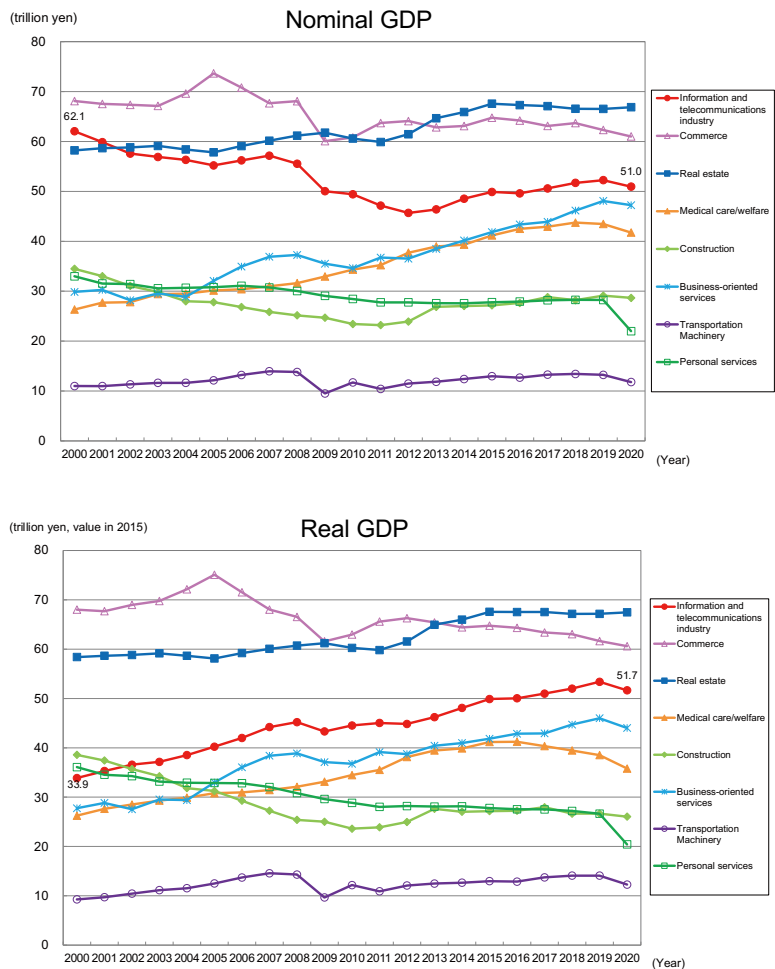 (trillion yen)
Nominal GDP
80
70
60
50
40
30
20
10
0
62.1
51.0
2000 2001 2002 2003 2004 2005 2006 2007 2008 2009 2010 2011 2012 2013 2014 2015 2016 2017 2018 2019 2020
(Year)
Information and
telecommunications
industry
Commerce
Real estate
Medical care/welfare
Construction
Business-oriented
services
Transportation
Machinery
Personal services
(trillion yen, value in 2015)
Real GDP
80
70
60
50
40
30
20
10
0
33.9
51.7
2000 2001 2002 2003 2004 2005 2006 2007 2008 2009 2010 2011 2012 2013 2014 2015 2016 2017 2018 2019 2020
(Year)
Information and
telecommunications
industry
Commerce
Real estate
Medical care/welfare
Construction
Business-oriented
services
Transportation
Machinery
Personal services